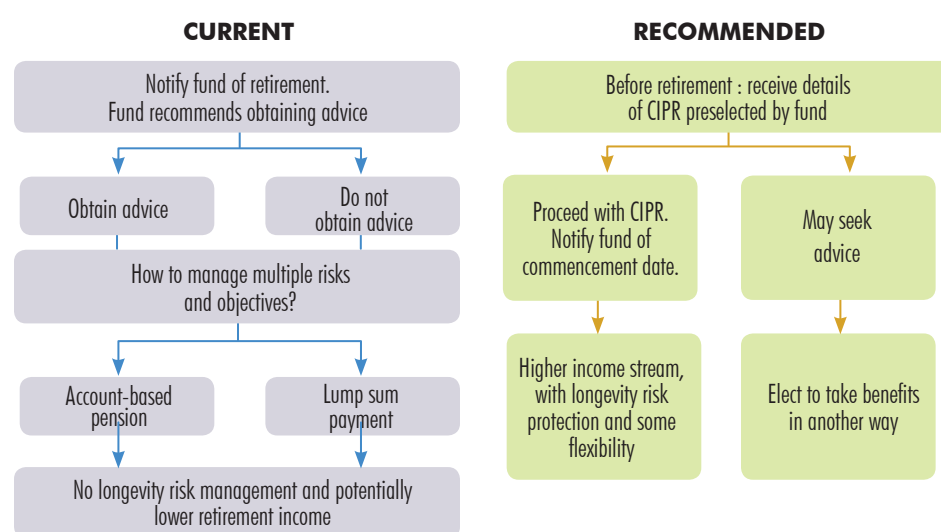 CURRENT
Notify fund of retirement.
Fund recommends obtaining advice
Obtain advice
Do not
obtain advice
How to manage multiple risks
and objectives?
Account-based
pension
Lump sum
payment
No longevity risk management and potentially
lower retirement income
RECOMMENDED
Before retirement : receive details
of CIPR preselected by fund
Proceed with CIPR.
Notify fund of
commencement date.
May seek
advice
Higher income stream,
with longevity risk
protection and some
flexibility
Elect to take benefits
in another way